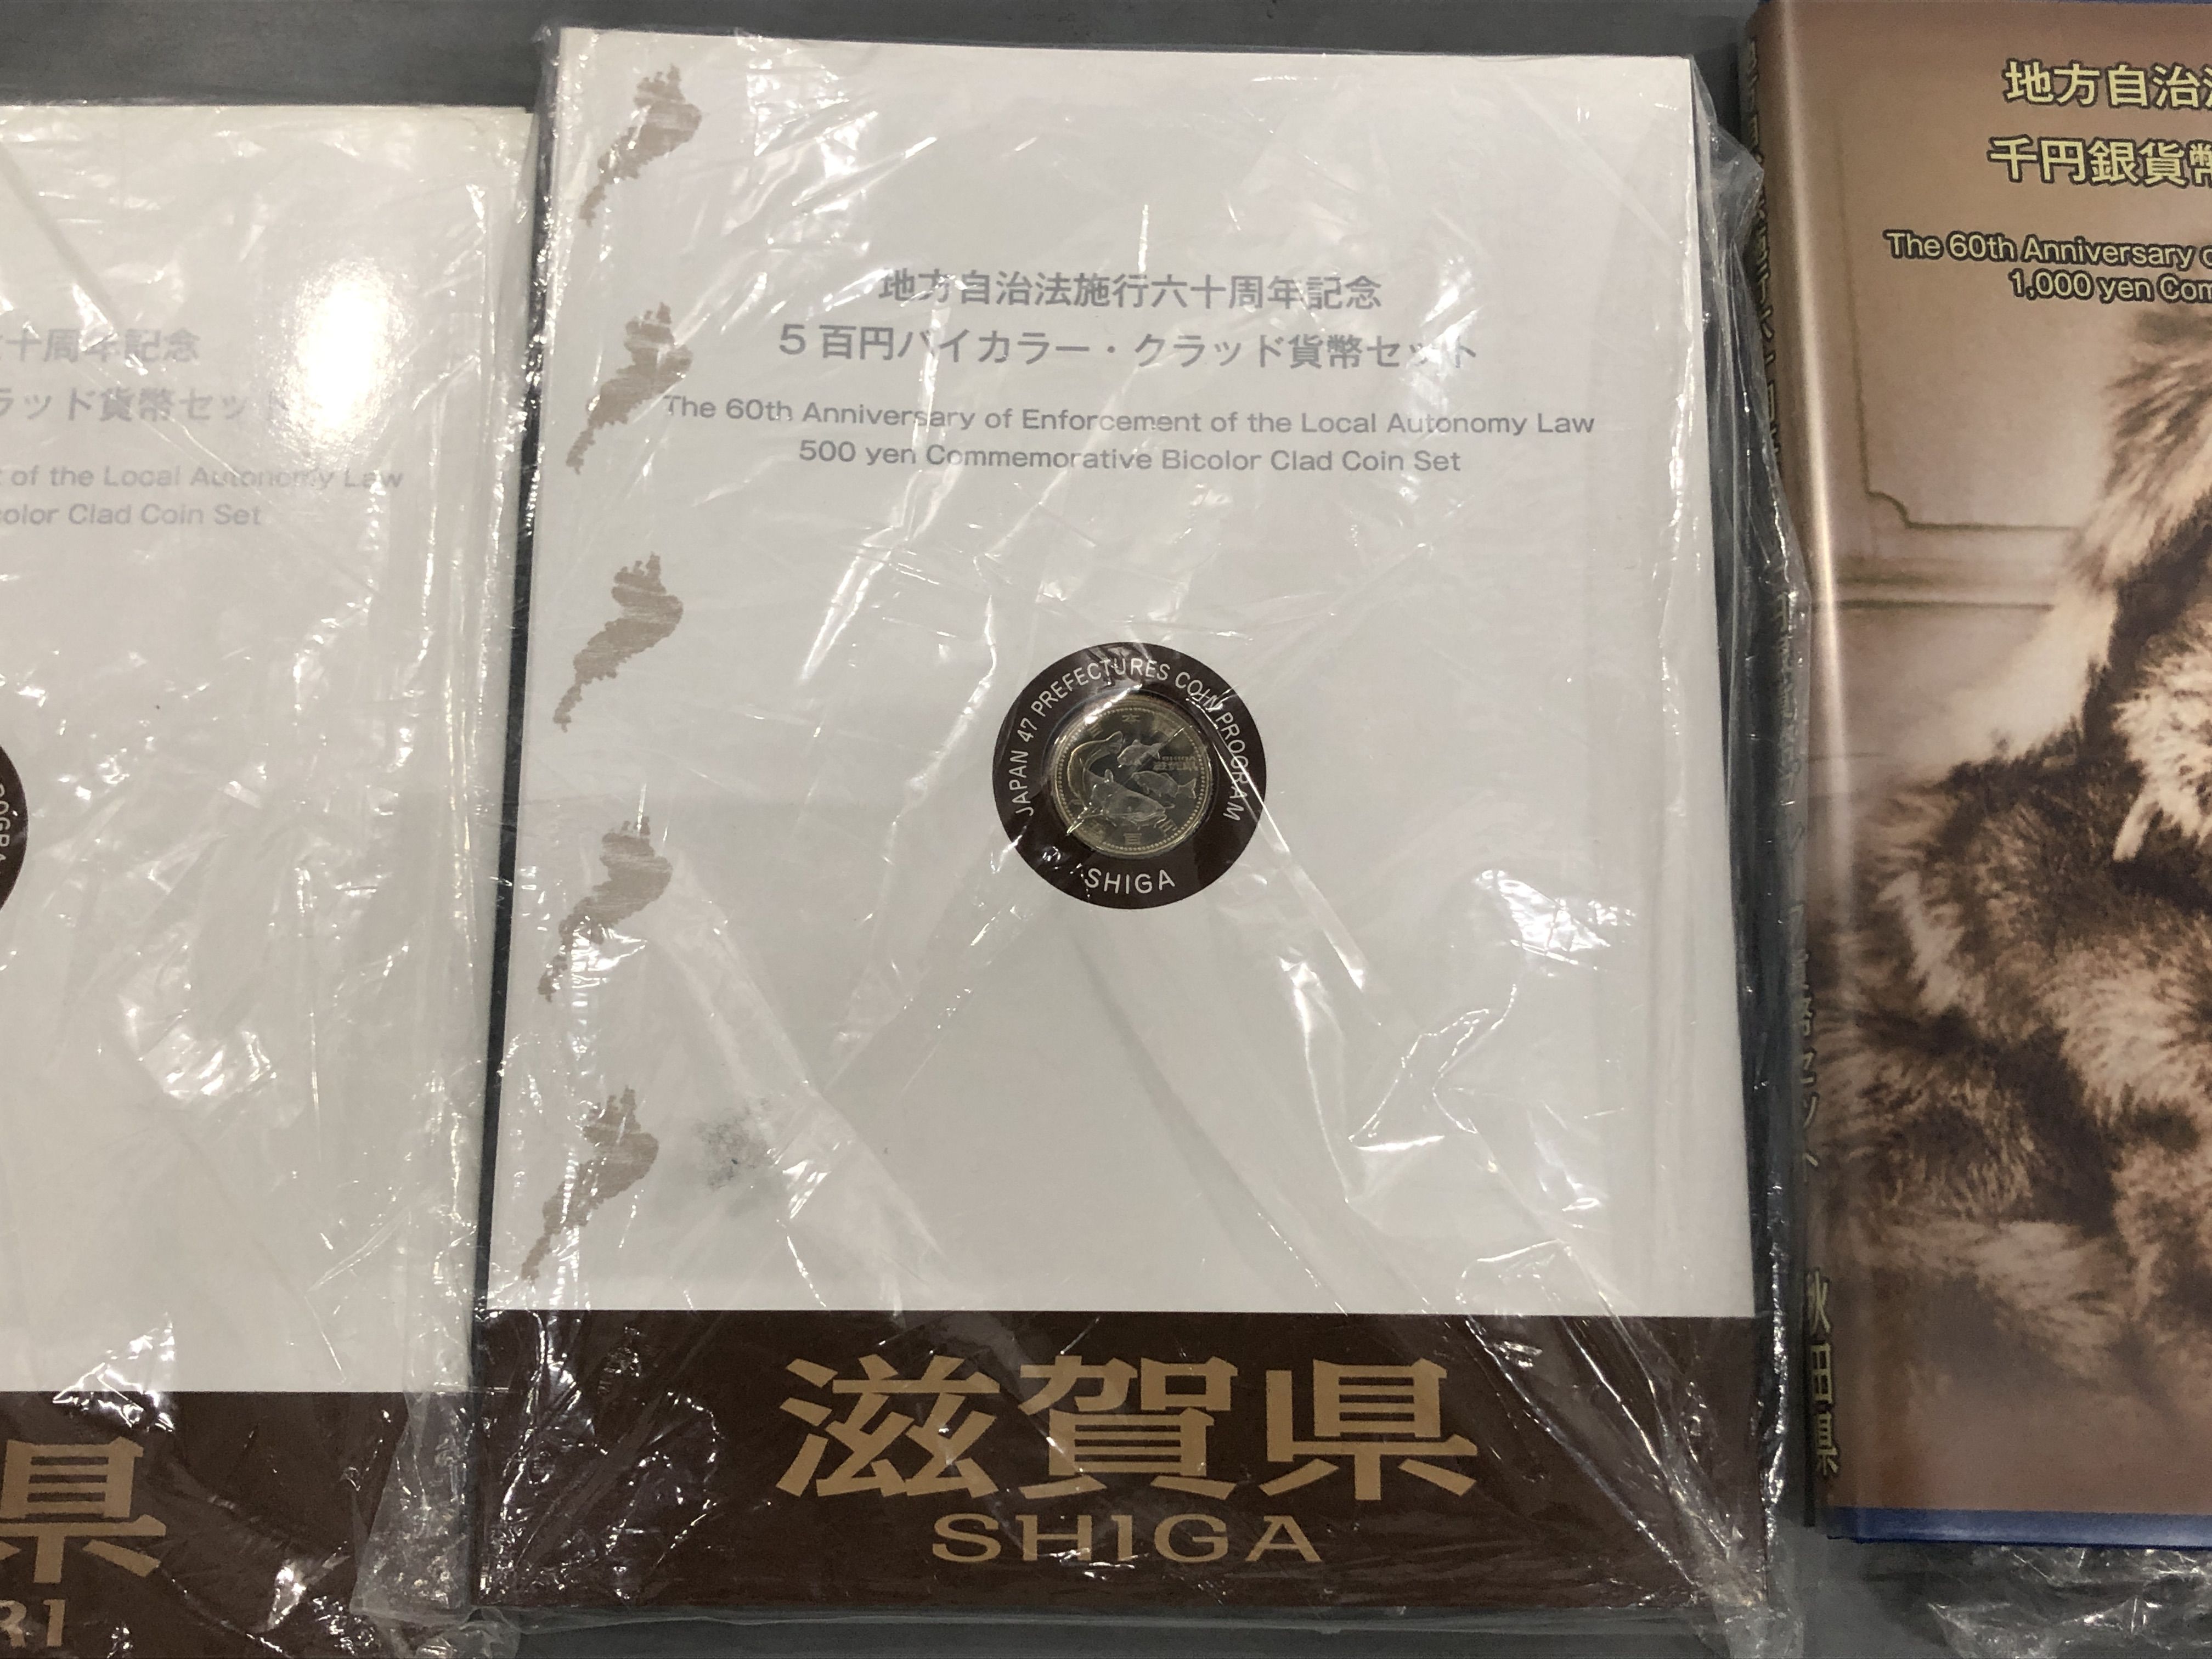 十周年記念
ラッド貨幣セット
of the Local Autonomy Law
color Clad Coin Set
県
RI
地方自治法施行六十周年記念
5百円バイカラー・クラッド貨幣セット
The 60th Anniversary of Enforcement of the Local Autonomy Law
500 yen Commemorative Bicolor Clad Coin Set
JAPAN 47 PREFECTURES COIN PROGRAM
SHIGA
滋賀県
SHIGA
地方自治法
千円銀貨幣
The 60th Anniversary
1,000 yen Com
秋田県